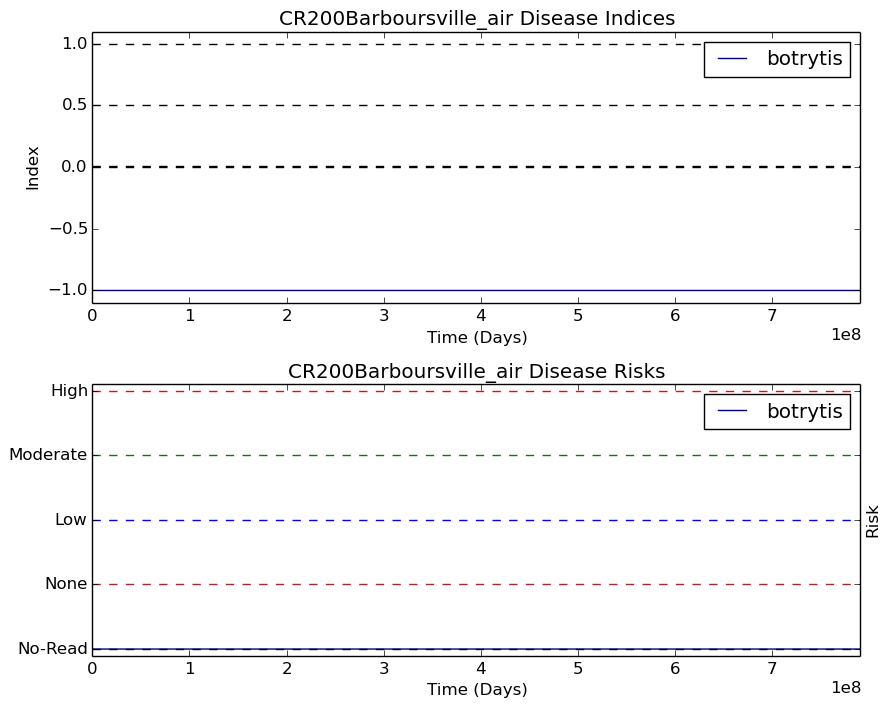 CR200Barboursville_air Disease Indices
1.0
0.5
0.0
−0.5
−1.0
Index
botrytis
0 1 2 3 4 5 6 7
1e8
Time (Days)
CR200Barboursville_air Disease Risks
High
Moderate
Low
None
No-Read
botrytis
Risk
0 1 2 3 4 5 6 7
1e8
Time (Days)